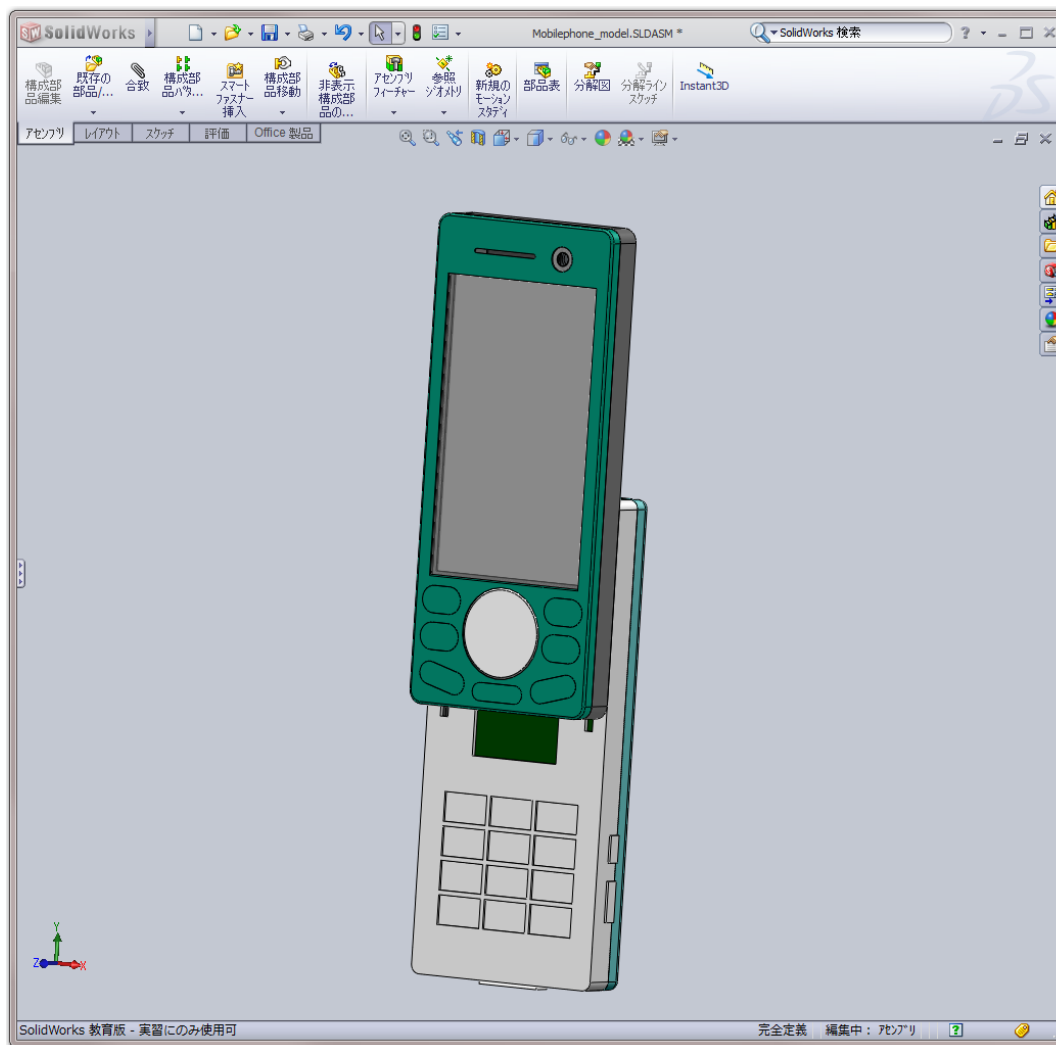 SolidWorks
Mobilephone_model.SLDASM *
SolidWorks 検索
?
構成部
品編集
既存の
部品/...
合致
構成部
品パタ...
スマート
ファスナー
挿入
構成部
品移動
非表示
構成部
品の...
アセンブリ
フィーチャー
参照
ジオメトリ
新規の
モーション
スタディ
部品表
分解図
分解ライン
スケッチ
Instant3D
アセンブリ
レイアウト
スケッチ
評価
Office 製品
Y
Z
X
SolidWorks 教育版 - 実習にのみ使用可
完全定義
編集中： アセンブリ
?